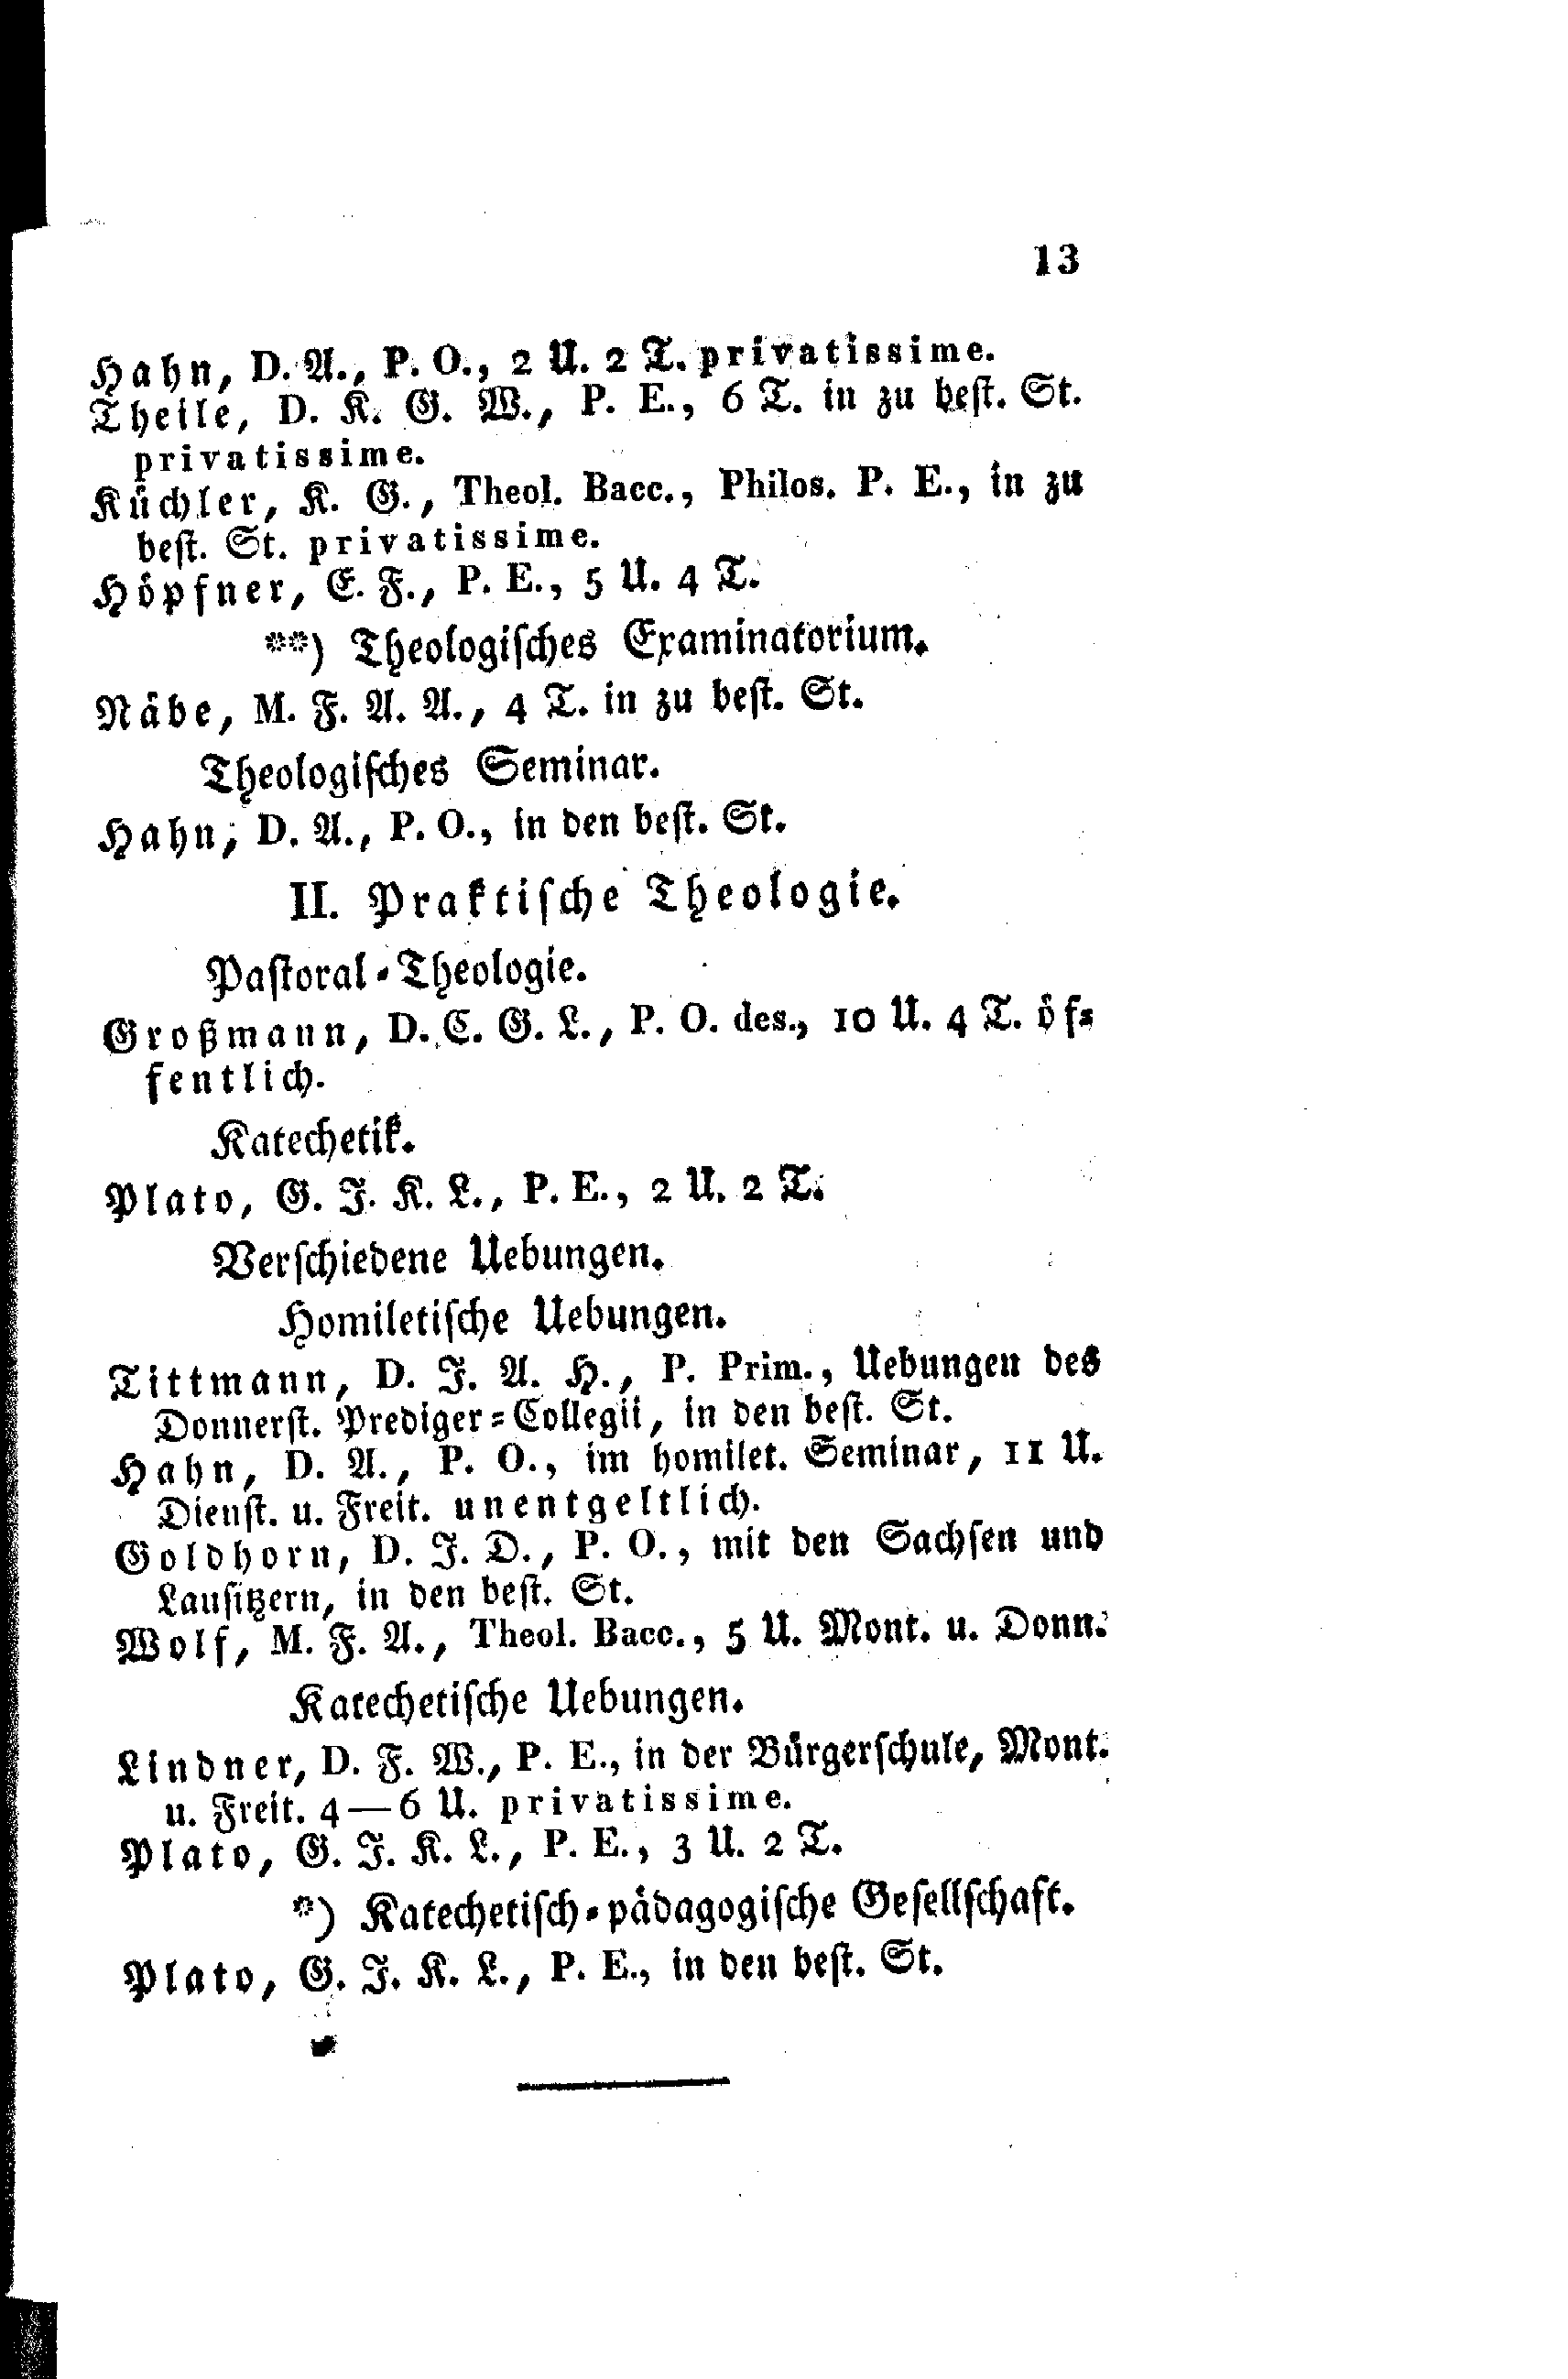 13
Hahn, D. A., P. O., 2 U. 2 T. privatissime.
Theile, D. K. G. W., P. E., 6 T. in zu best. St.
privatissime.
Küchler, K. G., Theol. Bacc., Philos. P. E., in zu
best. St. privatissime.
Höpfner, E. F., P. E., 5 U. 4 T.
**) Theologisches Examinatorium.
Näbe, M. F. A. A., 4 T. in zu best. St.
Theologisches Seminar.
Hahn, D. A., P. O., in den best. St.
II. Praktische Theologie.
Pastoral-Theologie.
Großmann, D. C. G. L., P. O. des., 10 U. 4 T. öf-
fentlich.
Katechetik.
Plato, G. J. K. L., P. E., 2 U. 2 T.
Verschiedene Uebungen.
Homiletische Uebungen.
Tittmann, D. J. A. H., P. Prim., Uebungen des
Donnerst. Prediger-Collegii, in den best. St.
Hahn, D. A., P. O., im homilet. Seminar, 11 U.
Dienst. u. Freit. unentgeltlich.
Goldhorn, D. J. D., P. O., mit den Sachsen und
Lausitzern, in den best. St.
Wolf, M. F. A., Theol. Bacc., 5 U. Mont. u. Donn.
Katechetische Uebungen.
Lindner, D. F. W., P. E., in der Bürgerschule, Mont.
u. Freit. 4—6 U. privatissime.
Plato, G. J. K. L., P. E., 3 U. 2 T.
*) Katechetisch-pädagogische Gesellschaft.
Plato, G. J. K. L., P. E., in den best. St.